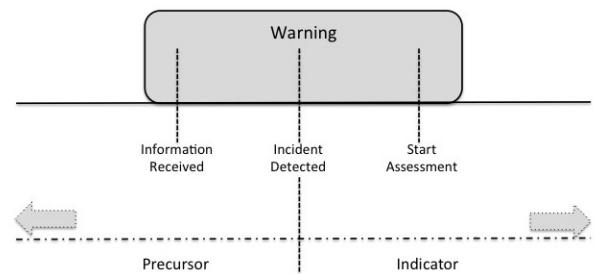 Warning
Information
Received
Incident
Detected
Start
Assessment
Precursor
Indicator